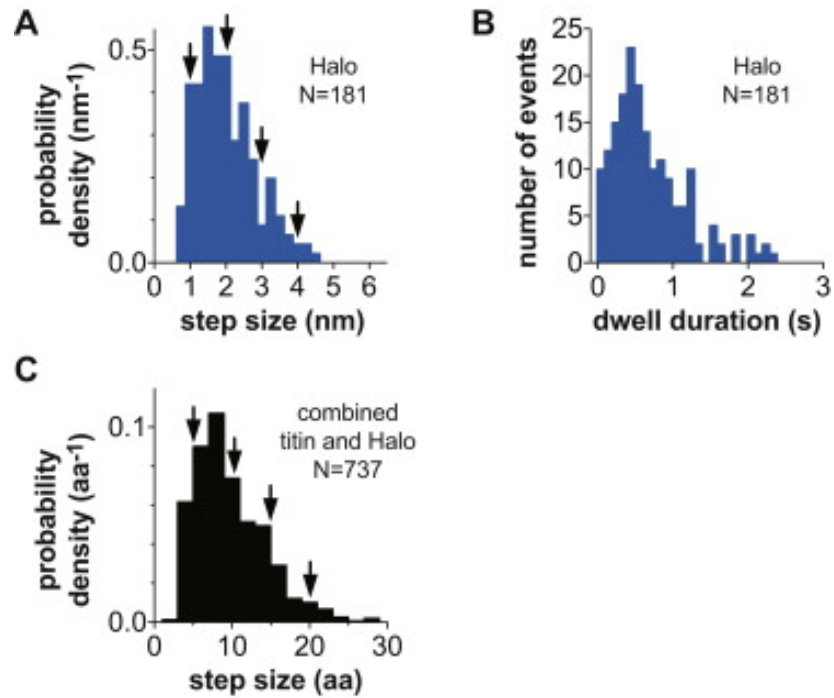 A
probability
density (nm-1)
0.5
0.0
Halo
N=181
0 1 2 3 4 5 6
step size (nm)
B
number of events
25
20
15
10
5
0
Halo
N=181
0 1 2 3
dwell duration (s)
C
probability
density (aa-1)
0.1
0.0
combined
titin and Halo
N=737
0 10 20 30
step size (aa)